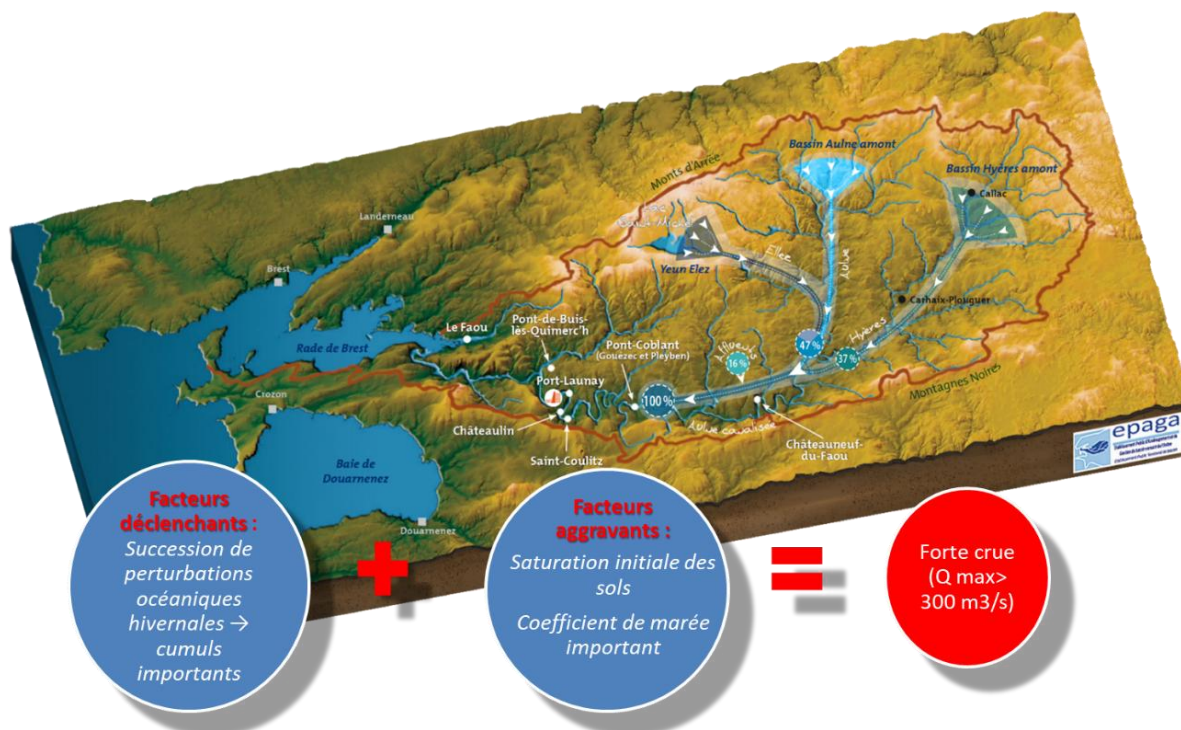 Bassin Aulne amont
Bassin Hyères amont
Callac
Monts d'Arrée
Landerneau
Brest
Yeun Elez
Ellez
Aulne
Carhaix-Plouguer
Hyères
Le Faou
Pont-de-Buis-
lès-Quimerc'h
Rade de Brest
Pont-Coblant
(Gouézec et Pleyben)
Affluents
16 %
47 %
37 %
Montagnes Noires
Port-Launay
100 %
Crozon
Châteaulin
Aulne canalisée
Saint-Coulitz
Châteauneuf-
du-Faou
Baie de
Douarnenez
Douarnenez
epaga
Facteurs
déclenchants :
Succession de
perturbations
océaniques
hivernales →
cumuls
importants
+
Facteurs
aggravants :
Saturation initiale des
sols
Coefficient de marée
important
=
Forte crue
(Q max>
300 m3/s)